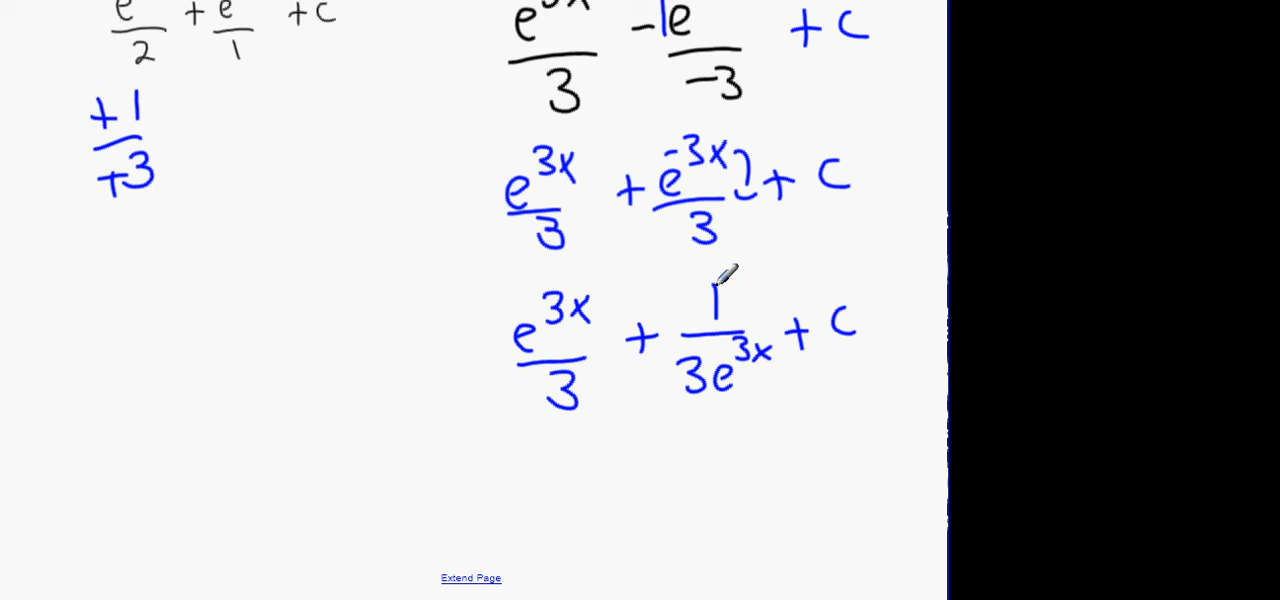 e/2 + e/1 + c
+1/+3
e^3x/3 -1e/-3 + c
e^3x/3 + e^-3x/3 + c
e^3x/3 + 1/3e^3x + c
Extend Page